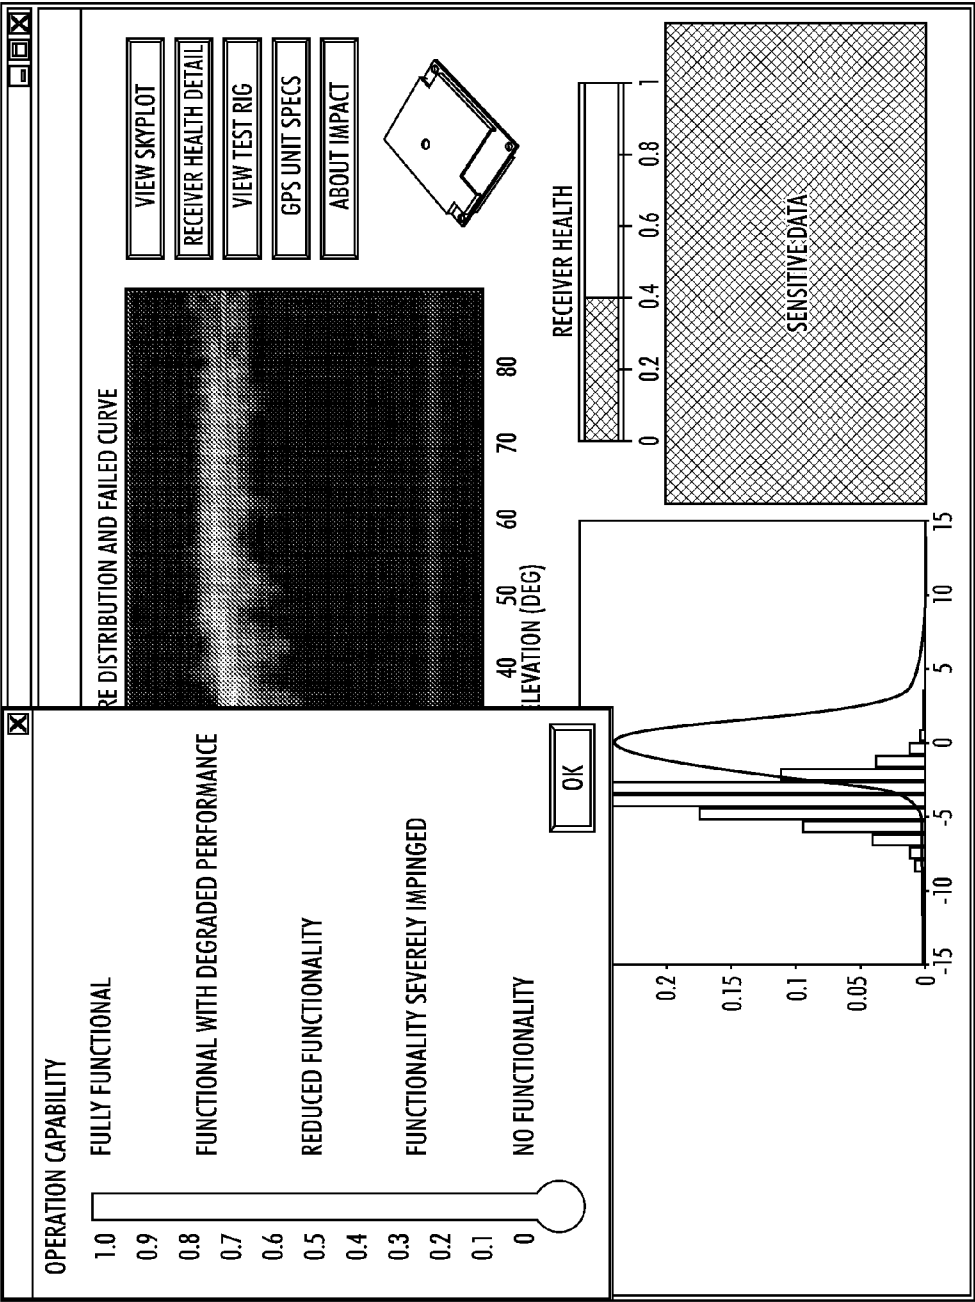 OPERATION CAPABILITY
1.0
FULLY FUNCTIONAL
0.9
0.8
FUNCTIONAL WITH DEGRADED PERFORMANCE
0.7
0.6
0.5
REDUCED FUNCTIONALITY
0.4
0.3
FUNCTIONALITY SEVERELY IMPINGED
0.2
0.1
0
NO FUNCTIONALITY
OK
RE DISTRIBUTION AND FAILED CURVE
40 50 60 70 80
LEVATION (DEG)
VIEW SKYPLOT
RECEIVER HEALTH DETAIL
VIEW TEST RIG
GPS UNIT SPECS
ABOUT IMPACT
RECEIVER HEALTH
0 0.2 0.4 0.6 0.8 1
SENSITIVE DATA
0.2
0.15
0.1
0.05
0
-15 -10 -5 0 5 10 15